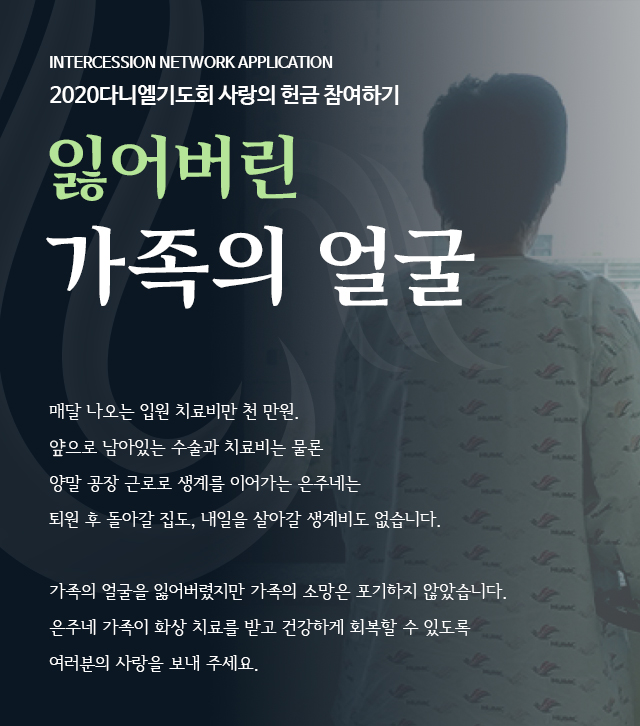 INTERCESSION NETWORK APPLICATION
2020다니엘기도회 사랑의 헌금 참여하기
잃어버린
가족의 얼굴
매달 나오는 입원 치료비만 천 만원.
앞으로 남아있는 수술과 치료비는 물론
양말 공장 근로로 생계를 이어가는 은주네는
퇴원 후 돌아갈 집도, 내일을 살아갈 생계비도 없습니다.
가족의 얼굴을 잃어버렸지만 가족의 소망은 포기하지 않았습니다.
은주네 가족이 화상 치료를 받고 건강하게 회복할 수 있도록
여러분의 사랑을 보내 주세요.